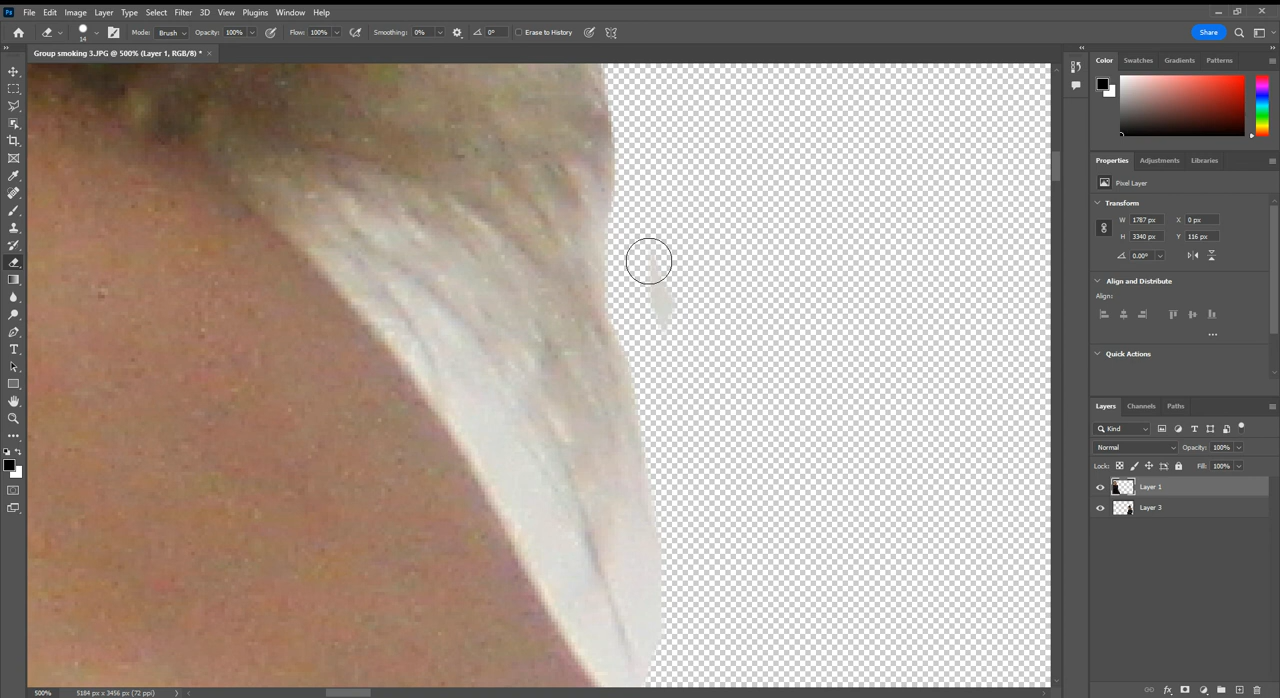 Ps File Edit Image Layer Type Select Filter 3D View Plugins Window Help
14 Mode: Brush Opacity: 100% Flow: 100% Smoothing: 0% 0° Erase to History Share
Group smoking 3.JPG @ 500% (Layer 1, RGB/8) * ×
Color Swatches Gradients Patterns
Properties Adjustments Libraries
Pixel Layer
Transform
W 1787 px X 0 px
H 3340 px Y 116 px
0.00°
Align and Distribute
Align:
Quick Actions
Layers Channels Paths
Kind
Normal Opacity: 100%
Lock: Fill: 100%
Layer 1
Layer 3
500% 5184 px x 3456 px (72 ppi)
fx